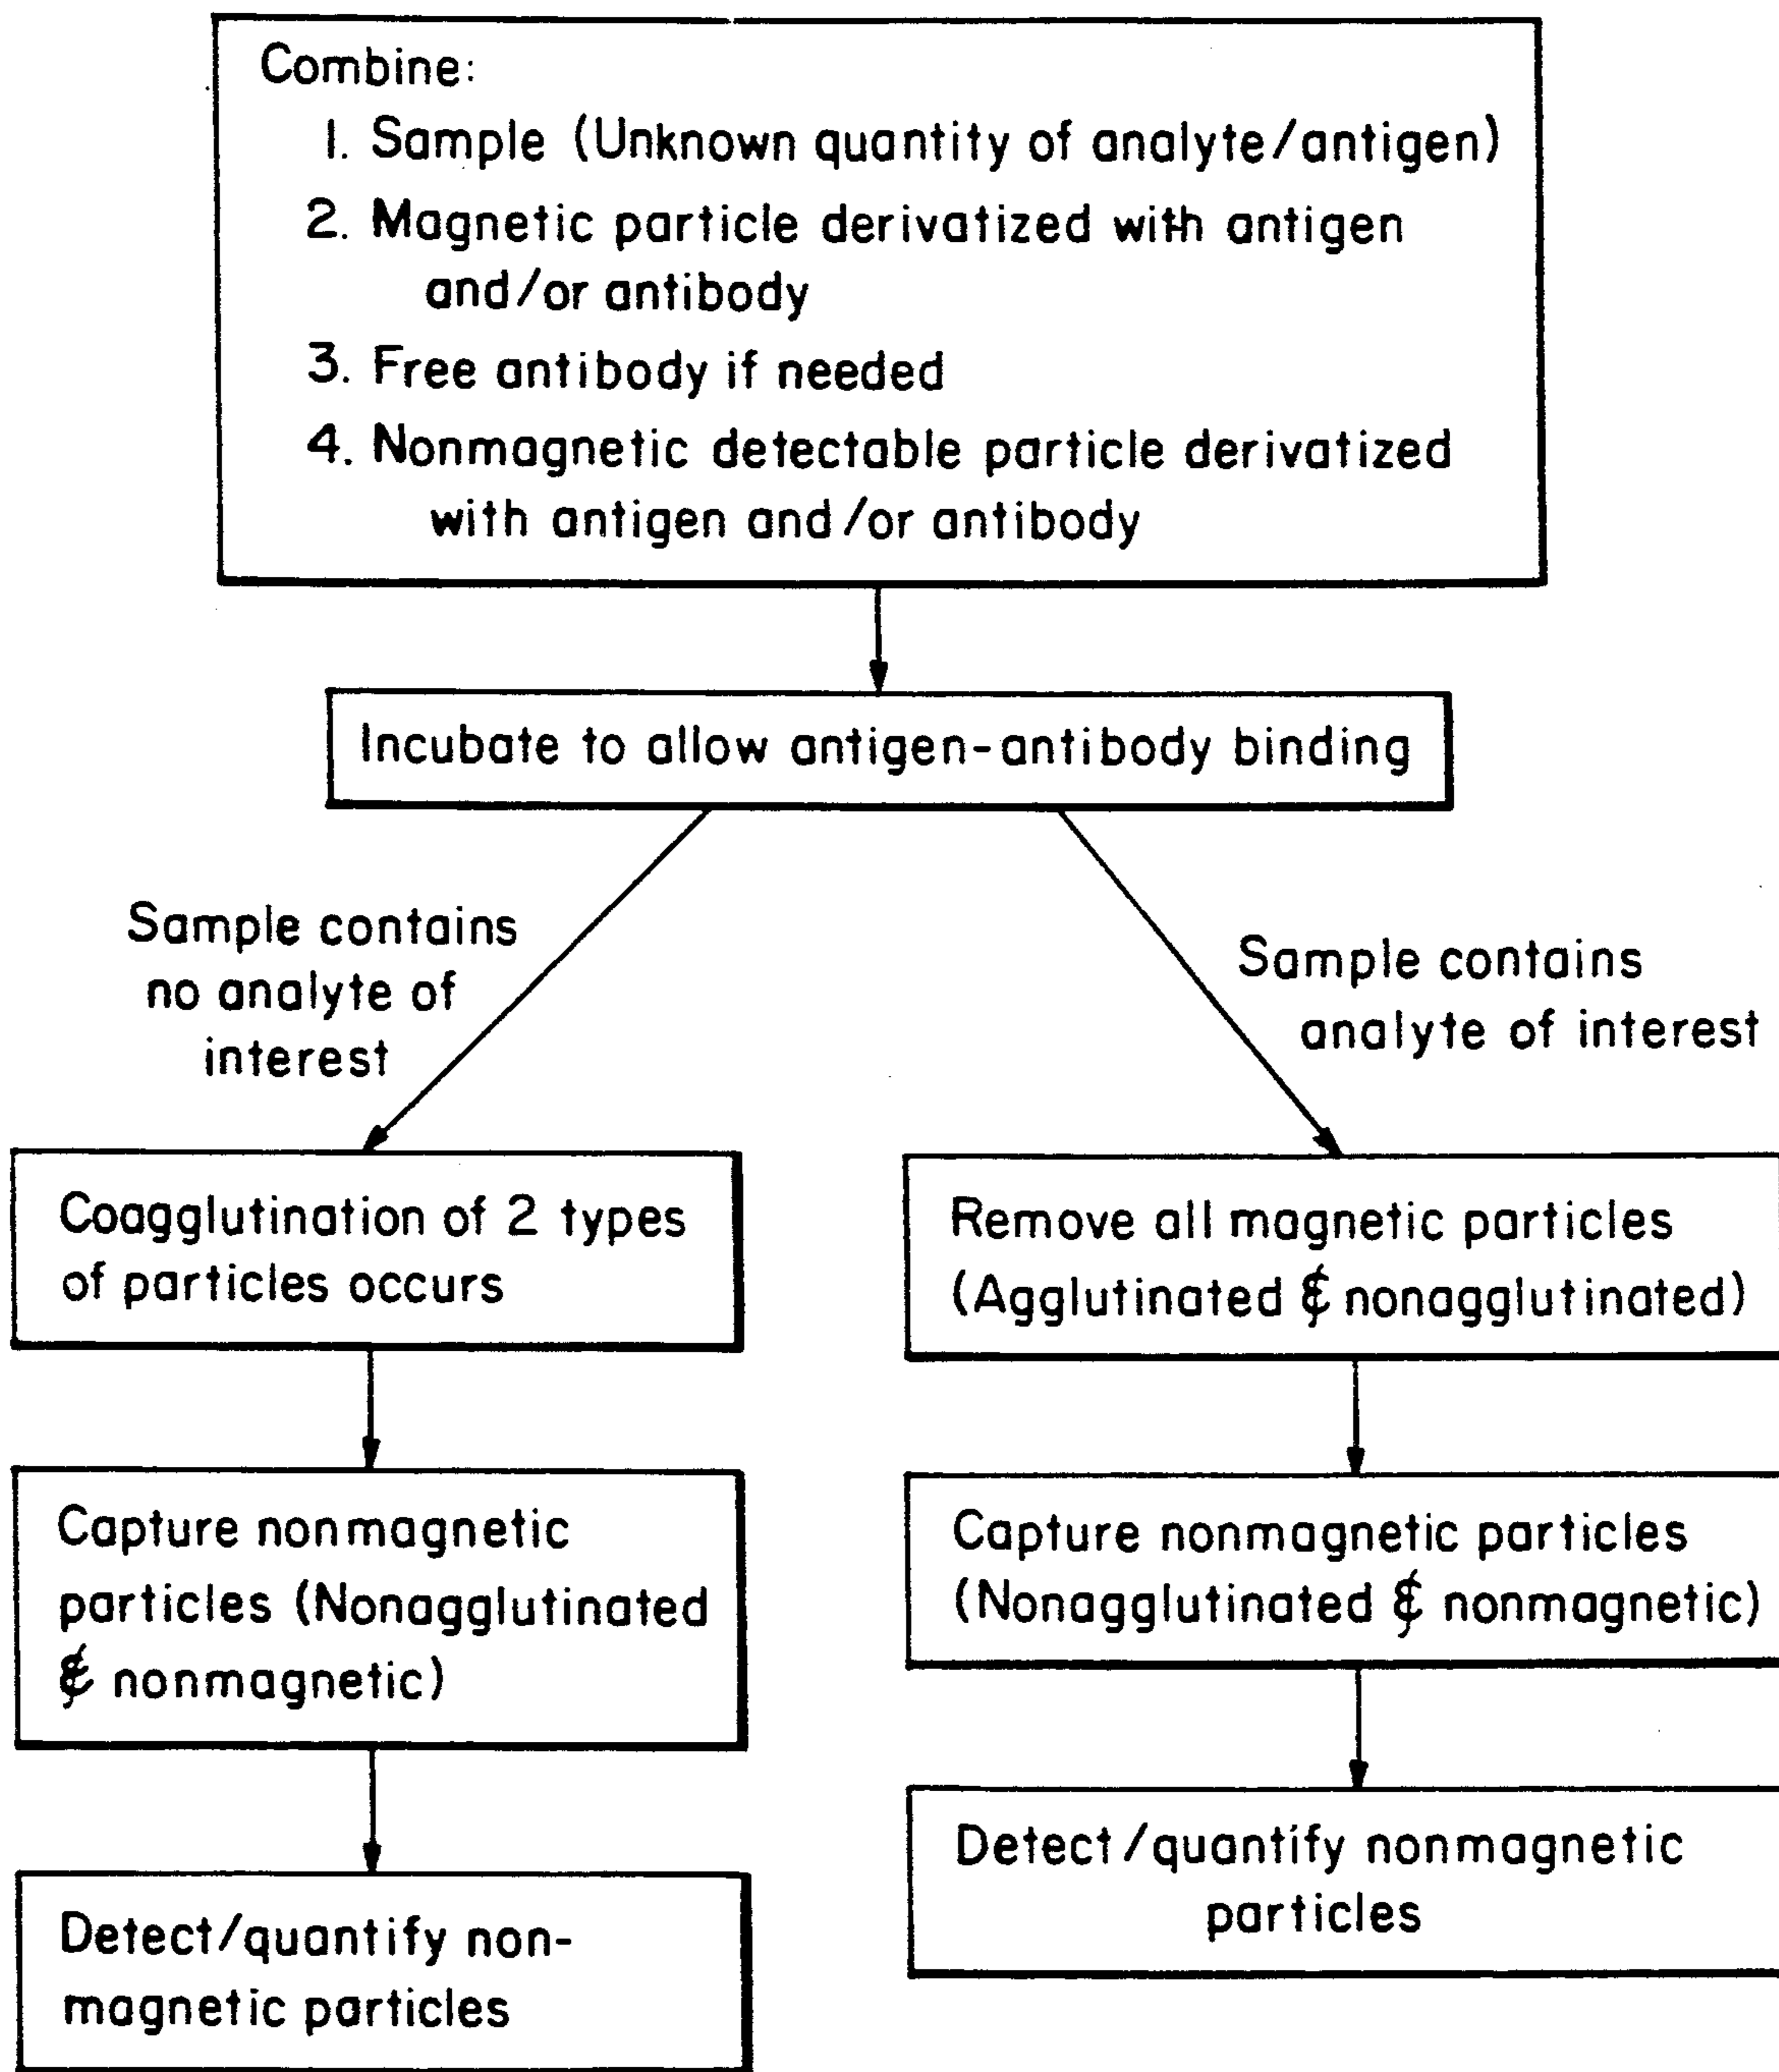 Combine:
1. Sample (Unknown quantity of analyte/antigen)
2. Magnetic particle derivatized with antigen
and/or antibody
3. Free antibody if needed
4. Nonmagnetic detectable particle derivatized
with antigen and/or antibody
Incubate to allow antigen-antibody binding
Sample contains
no analyte of
interest
Sample contains
analyte of interest
Coagglutination of 2 types
of particles occurs
Capture nonmagnetic
particles (Nonagglutinated
& nonmagnetic)
Detect/quantify non-
magnetic particles
Remove all magnetic particles
(Agglutinated & nonagglutinated)
Capture nonmagnetic particles
(Nonagglutinated & nonmagnetic)
Detect/quantify nonmagnetic
particles